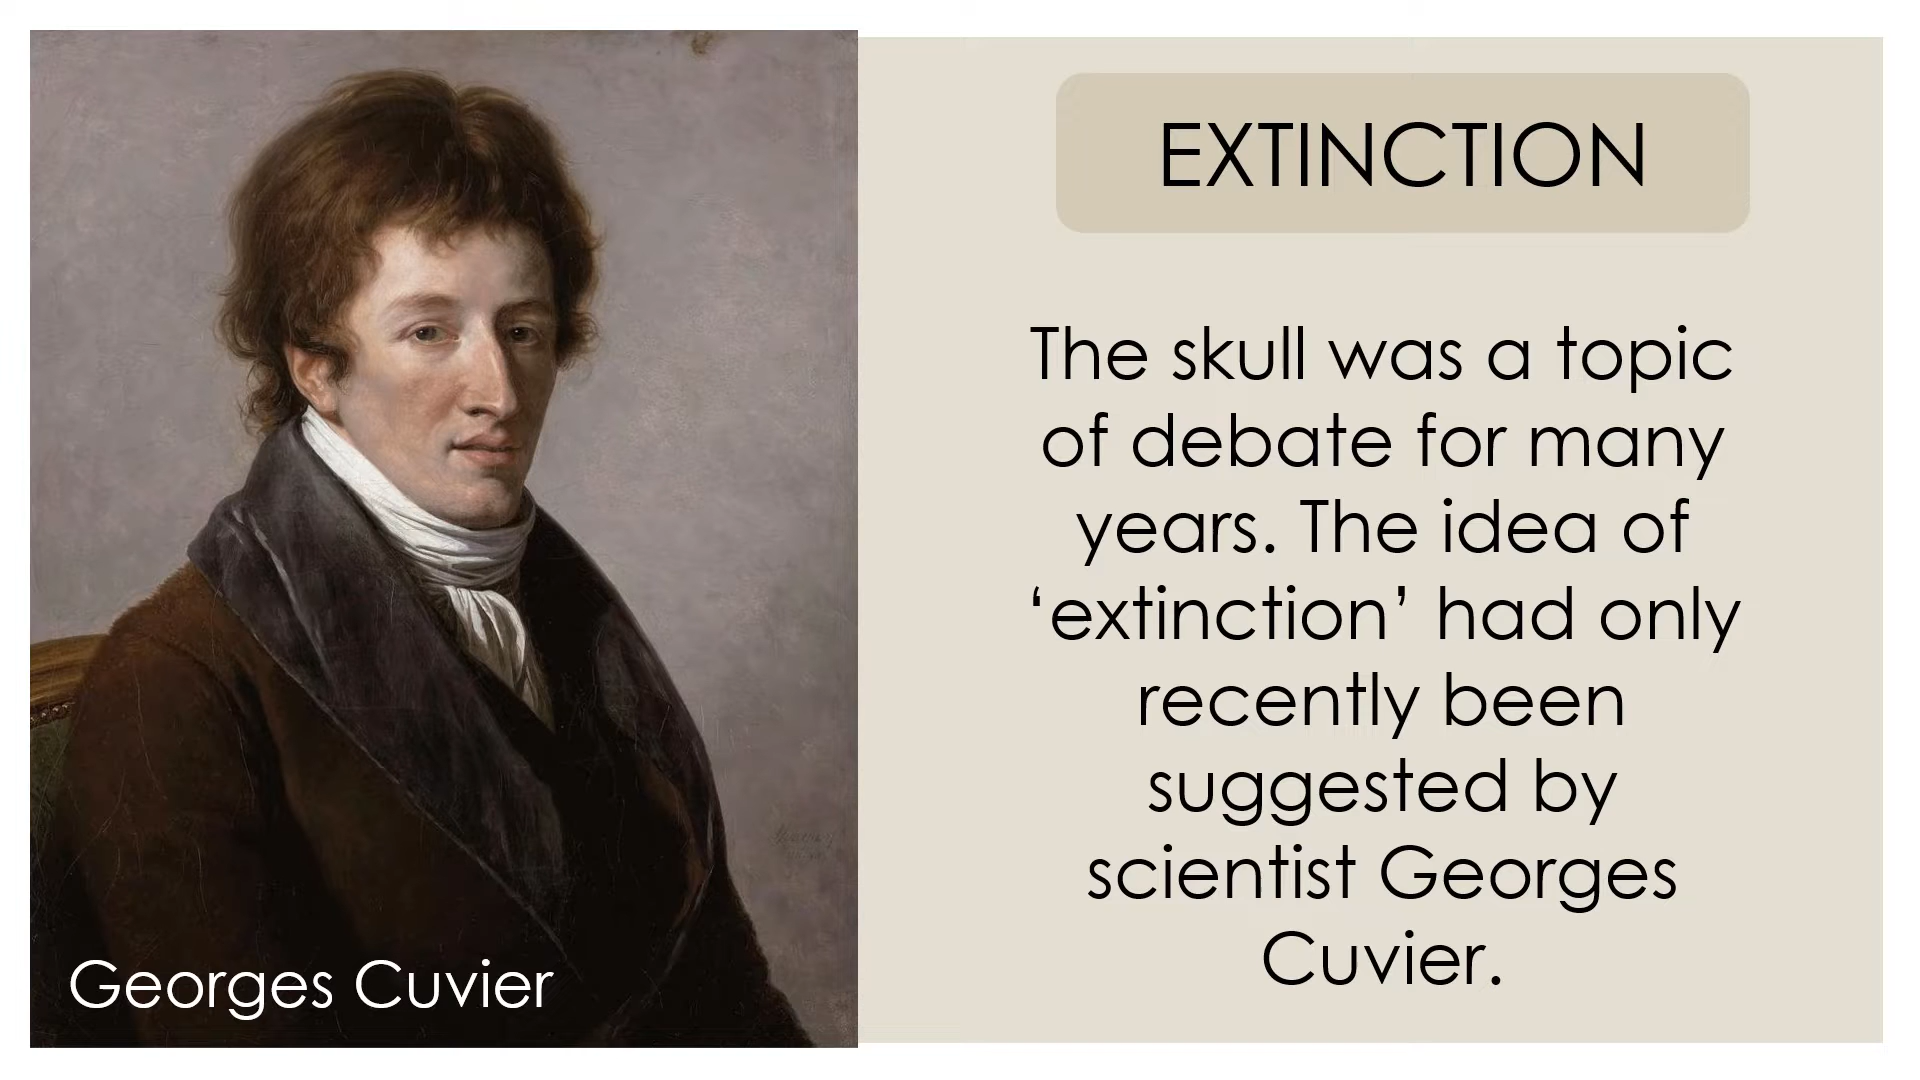 EXTINCTION
The skull was a topic
of debate for many
years. The idea of
‘extinction’ had only
recently been
suggested by
scientist Georges
Cuvier.
Georges Cuvier